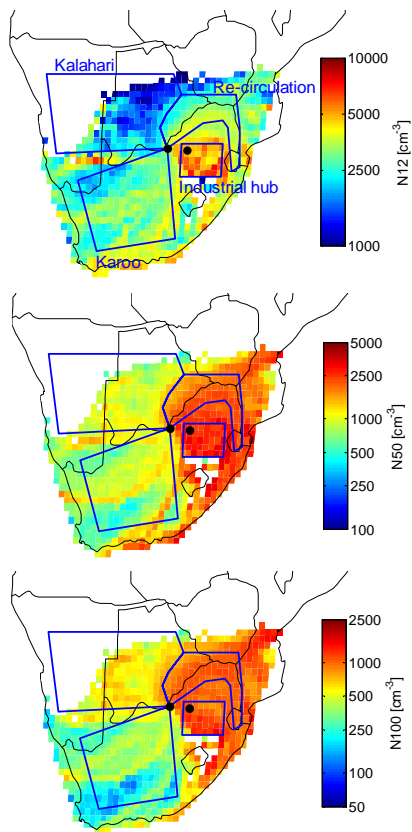 Kalahari
Re-circulation
Industrial hub
Karoo
10000
5000
2500
1000
N12 [cm-3]
5000
2500
1000
500
250
100
N50 [cm-3]
2500
1000
500
250
100
50
N100 [cm-3]